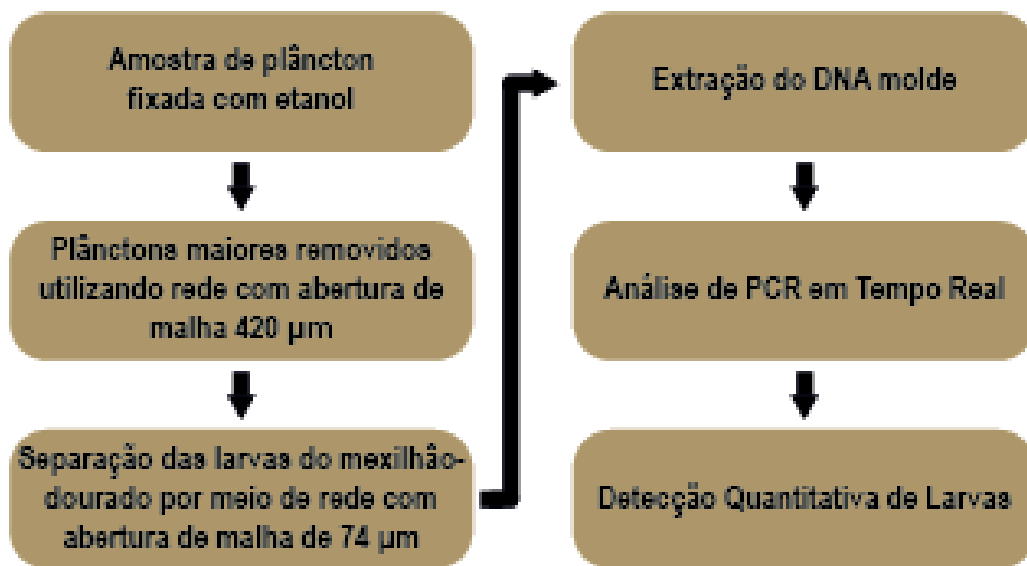 Amostra de plâncton
fixada com etanol
Plânctons maiores removidos
utilizando rede com abertura de
malha 420 µm
Separação das larvas do mexilhão-
dourado por meio de rede com
abertura de malha de 74 µm
Extração do DNA molde
Análise de PCR em Tempo Real
Detecção Quantitativa de Larvas